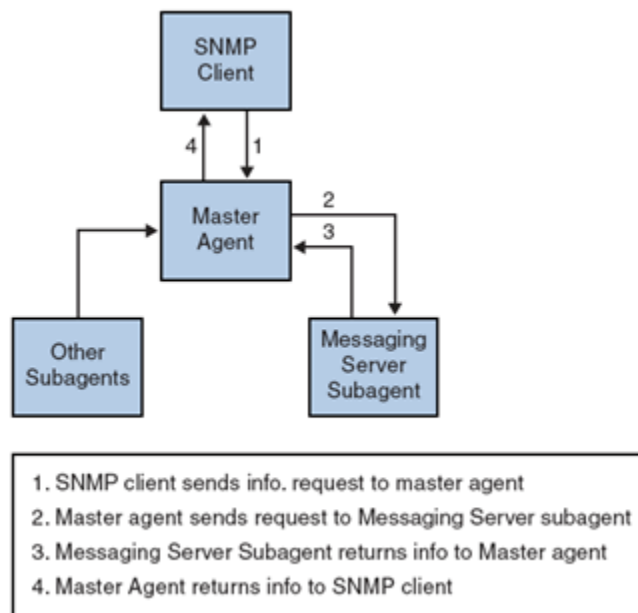 SNMP
Client
4
1
Master
Agent
2
3
Other
Subagents
Messaging
Server
Subagent
1. SNMP client sends info. request to master agent
2. Master agent sends request to Messaging Server subagent
3. Messaging Server Subagent returns info to Master agent
4. Master Agent returns info to SNMP client